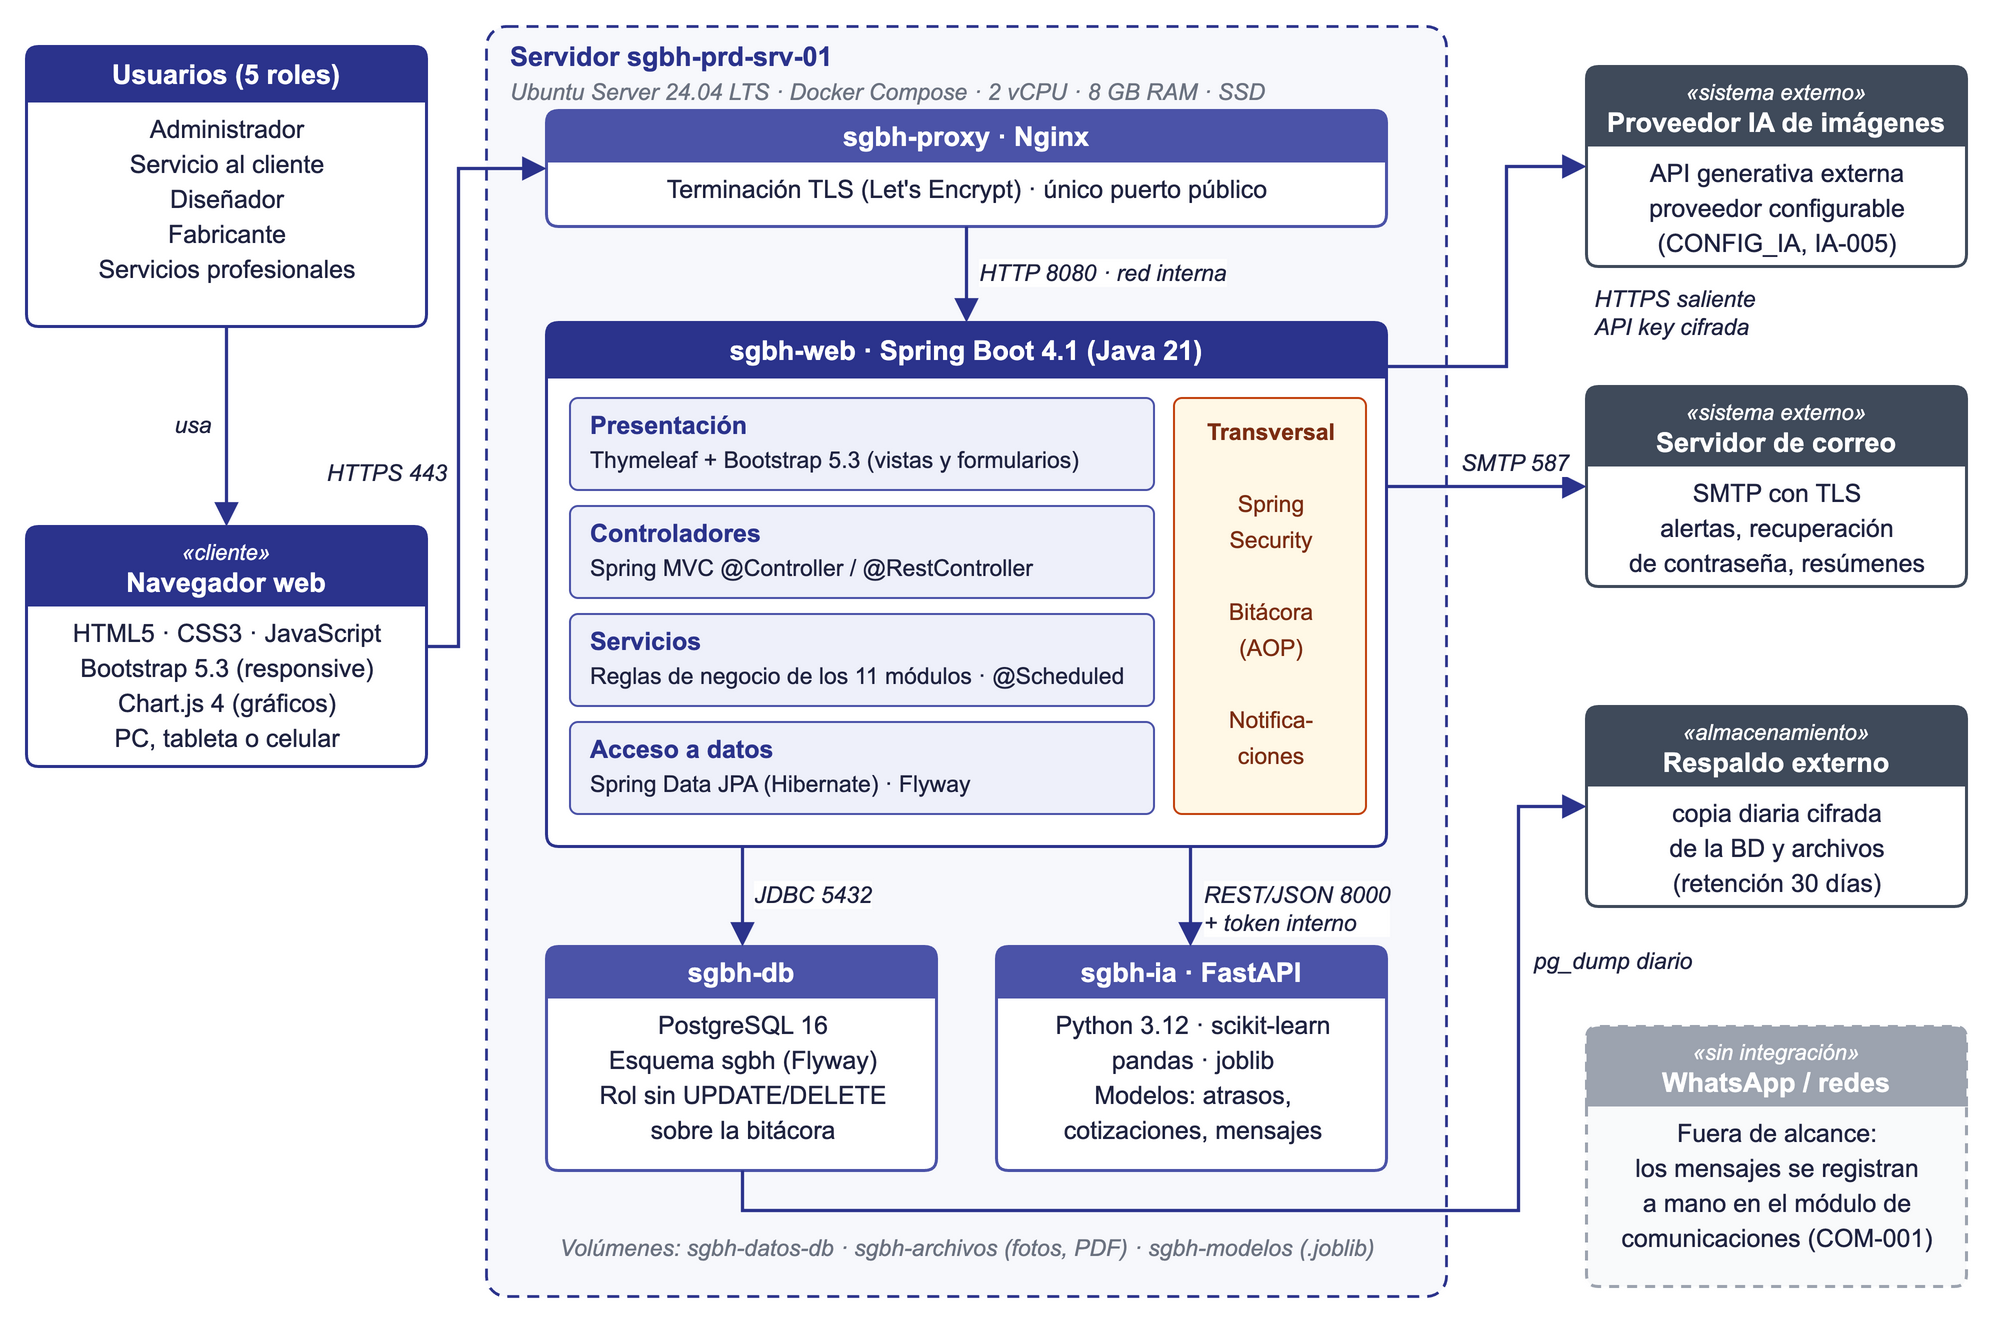 Usuarios (5 roles)
Administrador
Servicio al cliente
Diseñador
Fabricante
Servicios profesionales
usa
«cliente»
Navegador web
HTML5 · CSS3 · JavaScript
Bootstrap 5.3 (responsive)
Chart.js 4 (gráficos)
PC, tableta o celular
HTTPS 443
Servidor sgbh-prd-srv-01
Ubuntu Server 24.04 LTS · Docker Compose · 2 vCPU · 8 GB RAM · SSD
sgbh-proxy · Nginx
Terminación TLS (Let's Encrypt) · único puerto público
HTTP 8080 · red interna
sgbh-web · Spring Boot 4.1 (Java 21)
Presentación
Thymeleaf + Bootstrap 5.3 (vistas y formularios)
Controladores
Spring MVC @Controller / @RestController
Servicios
Reglas de negocio de los 11 módulos · @Scheduled
Acceso a datos
Spring Data JPA (Hibernate) · Flyway
Transversal
Spring
Security
Bitácora
(AOP)
Notifica-
ciones
JDBC 5432
REST/JSON 8000
+ token interno
sgbh-db
PostgreSQL 16
Esquema sgbh (Flyway)
Rol sin UPDATE/DELETE
sobre la bitácora
sgbh-ia · FastAPI
Python 3.12 · scikit-learn
pandas · joblib
Modelos: atrasos,
cotizaciones, mensajes
Volúmenes: sgbh-datos-db · sgbh-archivos (fotos, PDF) · sgbh-modelos (.joblib)
«sistema externo»
Proveedor IA de imágenes
API generativa externa
proveedor configurable
(CONFIG_IA, IA-005)
HTTPS saliente
API key cifrada
«sistema externo»
Servidor de correo
SMTP con TLS
alertas, recuperación
de contraseña, resúmenes
SMTP 587
«almacenamiento»
Respaldo externo
copia diaria cifrada
de la BD y archivos
(retención 30 días)
pg_dump diario
«sin integración»
WhatsApp / redes
Fuera de alcance:
los mensajes se registran
a mano en el módulo de
comunicaciones (COM-001)